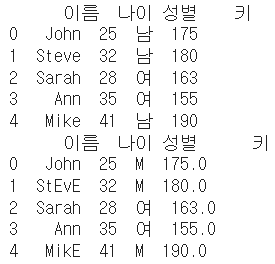 이름 나이 성별 키
0 John 25 남 175
1 Steve 32 남 180
2 Sarah 28 여 163
3 Ann 35 여 155
4 Mike 41 남 190
이름 나이 성별 키
0 John 25 M 175.0
1 StEvE 32 M 180.0
2 Sarah 28 여 163.0
3 Ann 35 여 155.0
4 MikE 41 M 190.0